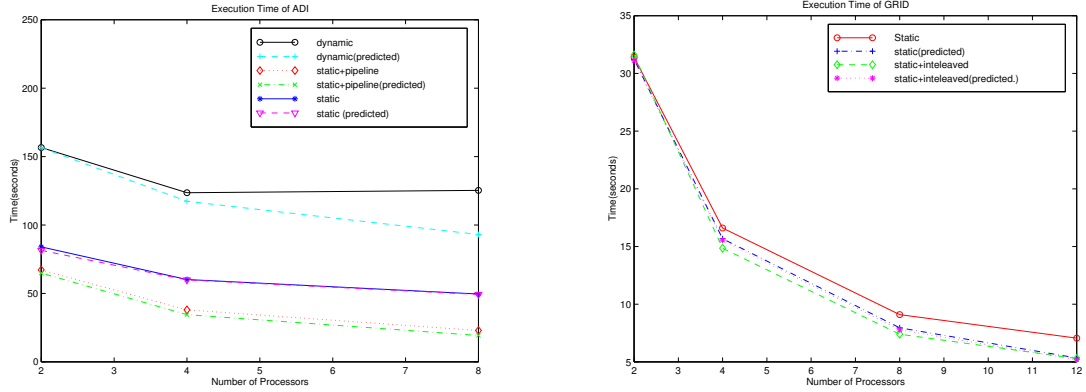 Execution Time of ADI
250
200
150
100
50
0
Time(seconds)
2
3
4
5
6
7
8
Number of Processors
dynamic
dynamic(predicted)
static+pipeline
static+pipeline(predicted)
static
static (predicted)
Execution Time of GRID
35
30
25
20
15
10
5
Time(seconds)
2
3
4
5
6
7
8
9
10
11
12
Number of Processors
Static
static(predicted)
static+inteleaved
static+inteleaved(predicted.)